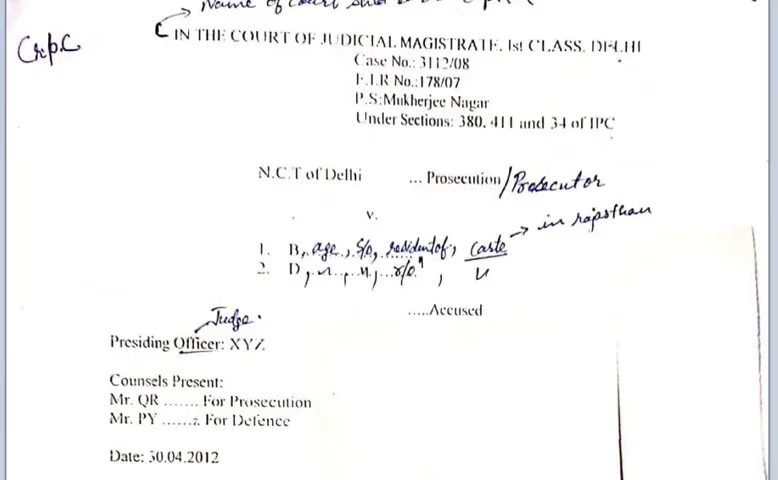 Name of court
CrPC
IN THE COURT OF JUDICIAL MAGISTRATE, Ist CLASS, DELHI
Case No.: 3112/08
F.I.R No.:178/07
P.S:Mukherjee Nagar
Under Sections: 380, 411 and 34 of IPC
N.C.T of Delhi ... Prosecution/Prosecutor
v.
1. B, age, S/o, resident of, Caste → in rajasthan
2. D, ", ", r/o "
.....Accused
Judge.
Presiding Officer: XYZ
Counsels Present:
Mr. QR ....... For Prosecution
Mr. PY ....... For Defence
Date: 30.04.2012